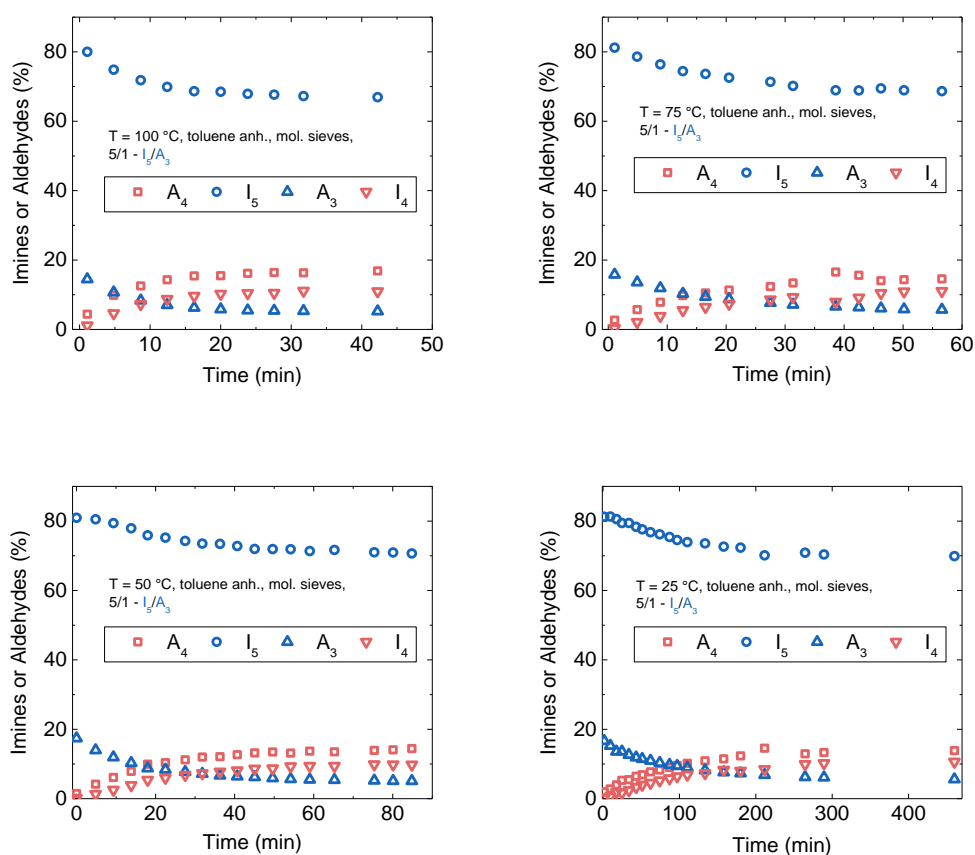 Imines or Aldehydes (%)
80
60
40
20
0
T = 100 °C, toluene anh., mol. sieves,
5/1 - I₅/A₃
A₄ I₅ A₃ I₄
0 10 20 30 40 50
Time (min)
Imines or Aldehydes (%)
80
60
40
20
0
T = 75 °C, toluene anh., mol. sieves,
5/1 - I₅/A₃
A₄ I₅ A₃ I₄
0 10 20 30 40 50 60
Time (min)
Imines or Aldehydes (%)
80
60
40
20
0
T = 50 °C, toluene anh., mol. sieves,
5/1 - I₅/A₃
A₄ I₅ A₃ I₄
0 20 40 60 80
Time (min)
Imines or Aldehydes (%)
80
60
40
20
0
T = 25 °C, toluene anh., mol. sieves,
5/1 - I₅/A₃
A₄ I₅ A₃ I₄
0 100 200 300 400
Time (min)